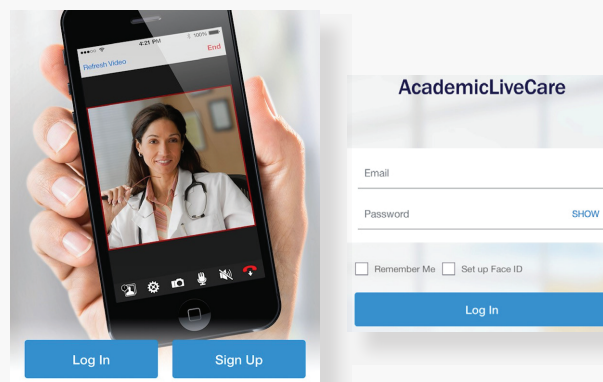 4:21 PM
100%
Refresh Video
End
Log In
Sign Up
AcademicLiveCare
Email
Password
SHOW
Remember Me
Set up Face ID
Log In